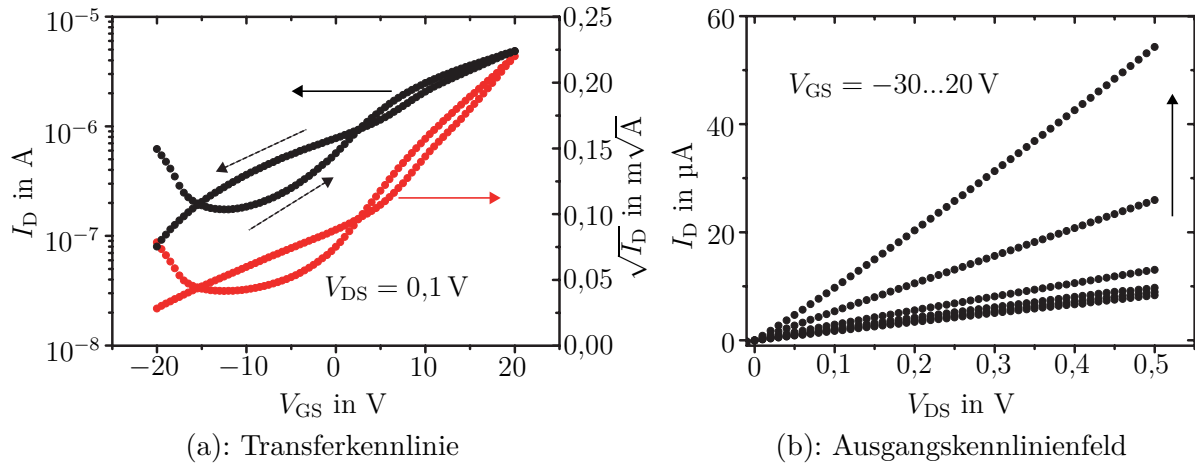 10⁻⁵
10⁻⁶
10⁻⁷
10⁻⁸
I_D in A
0,25
0,20
0,15
0,10
0,05
0,00
√I_D in m√A
V_DS = 0,1 V
−20
−10
0
10
20
V_GS in V
(a): Transferkennlinie
60
40
20
0
I_D in µA
V_GS = −30...20 V
0
0,1
0,2
0,3
0,4
0,5
V_DS in V
(b): Ausgangskennlinienfeld